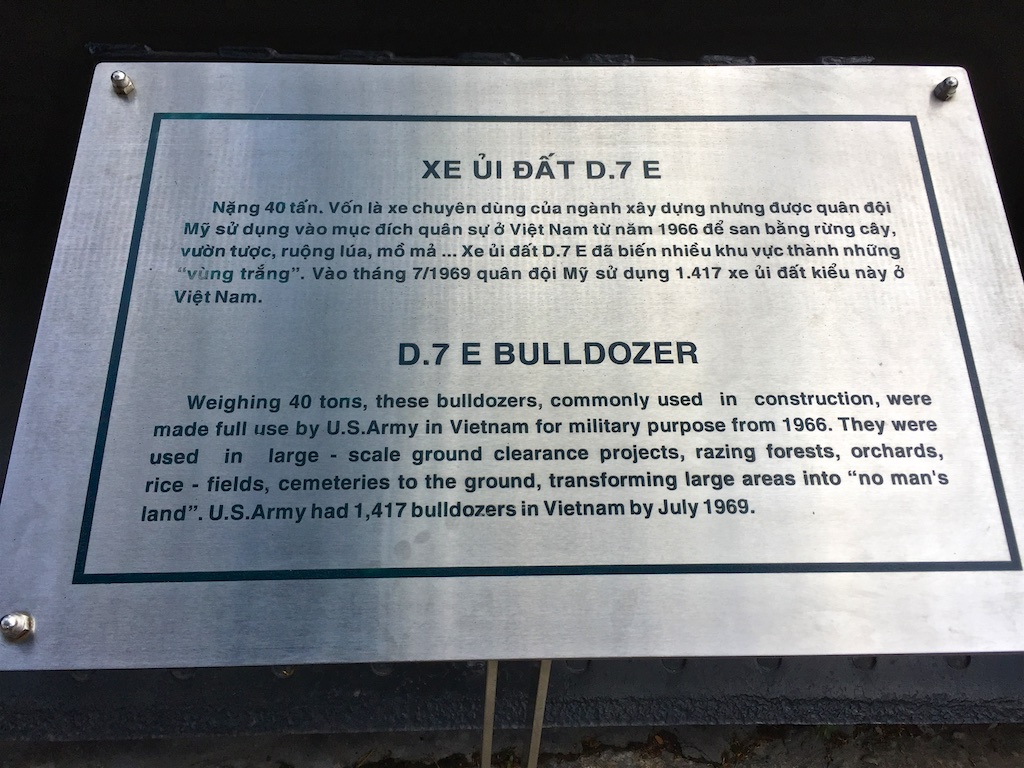 XE ỦI ĐẤT D.7 E
Nặng 40 tấn. Vốn là xe chuyên dùng của ngành xây dựng nhưng được quân đội
Mỹ sử dụng vào mục đích quân sự ở Việt Nam từ năm 1966 để san bằng rừng cây,
vườn tược, ruộng lúa, mồ mả ... Xe ủi đất D.7 E đã biến nhiều khu vực thành những
"vùng trắng". Vào tháng 7/1969 quân đội Mỹ sử dụng 1.417 xe ủi đất kiểu này ở
Việt Nam.
D.7 E BULLDOZER
Weighing 40 tons, these bulldozers, commonly used in construction, were
made full use by U.S.Army in Vietnam for military purpose from 1966. They were
used in large - scale ground clearance projects, razing forests, orchards,
rice - fields, cemeteries to the ground, transforming large areas into "no man's
land". U.S.Army had 1,417 bulldozers in Vietnam by July 1969.